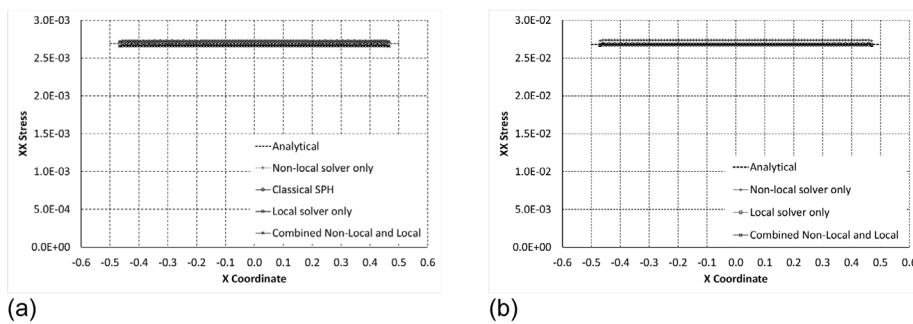 3.0E-03
2.5E-03
2.0E-03
1.5E-03
1.0E-03
5.0E-04
0.0E+00
XX Stress
Analytical
Non-local solver only
Classical SPH
Local solver only
Combined Non-Local and Local
-0.6 -0.5 -0.4 -0.3 -0.2 -0.1 0.0 0.1 0.2 0.3 0.4 0.5 0.6
X Coordinate
(a)
3.0E-02
2.5E-02
2.0E-02
1.5E-02
1.0E-02
5.0E-03
0.0E+00
XX Stress
Analytical
Non-local solver only
Local solver only
Combined Non-Local and Local
-0.6 -0.5 -0.4 -0.3 -0.2 -0.1 0.0 0.1 0.2 0.3 0.4 0.5 0.6
X Coordinate
(b)